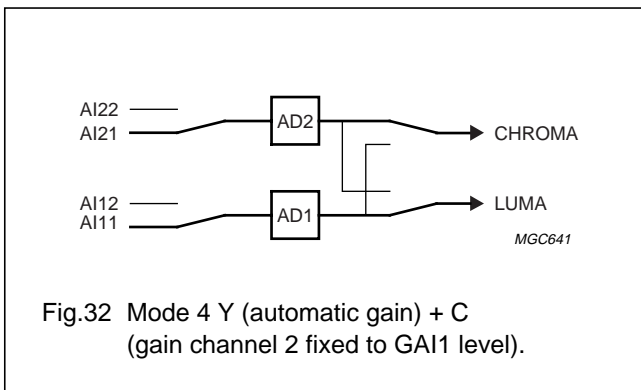 AI22
AI21
AD2
CHROMA
AI12
AI11
AD1
LUMA
MGC641
Fig.32 Mode 4 Y (automatic gain) + C
(gain channel 2 fixed to GAI1 level).